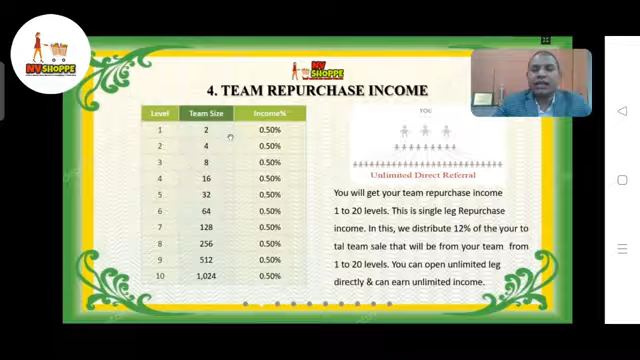 NV SHOPPE
NV
SHOPPE
4. TEAM REPURCHASE INCOME
Level Team Size Income%
1 2 0.50%
2 4 0.50%
3 8 0.50%
4 16 0.50%
5 32 0.50%
6 64 0.50%
7 128 0.50%
8 256 0.50%
9 512 0.50%
10 1,024 0.50%
YOU
Unlimited Direct Referral
You will get your team repurchase income
1 to 20 levels. This is single leg Repurchase
income. In this, we distribute 12% of the your to
tal team sale that will be from your team from
1 to 20 levels. You can open unlimited leg
directly & can earn unlimited income.